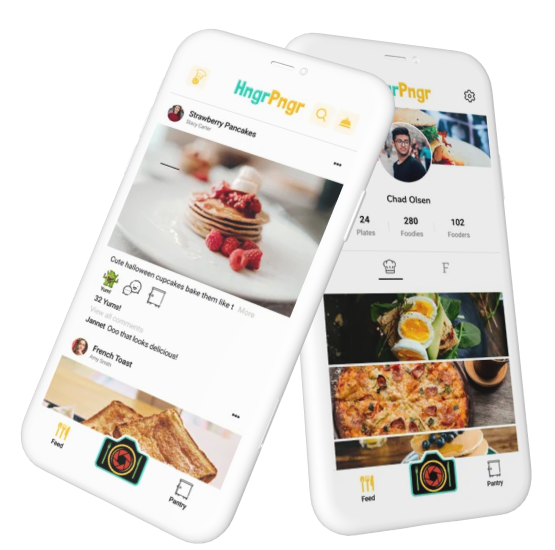 HngrPngr
Strawberry Pancakes
Stacy Carter
Cute halloween cupcakes bake them like t More
Yum!
32 Yums!
View all comments
Jannet Ooo that looks delicious!
French Toast
Amy Smith
Feed
Pantry
rPngr
Chad Olsen
24
280
102
Plates
Foodies
Fooders
F
Feed
Pantry